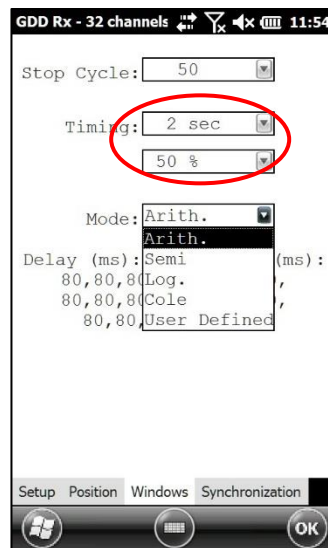 GDD Rx - 32 channels 11:54
Stop Cycle: 50
Timing: 2 sec
50 %
Mode: Arith.
Arith.
Delay (ms): Semi (ms):
80,80,80 Log. ,
80,80,80 Cole ,
80,80, User Defined
Setup Position Windows Synchronization
OK